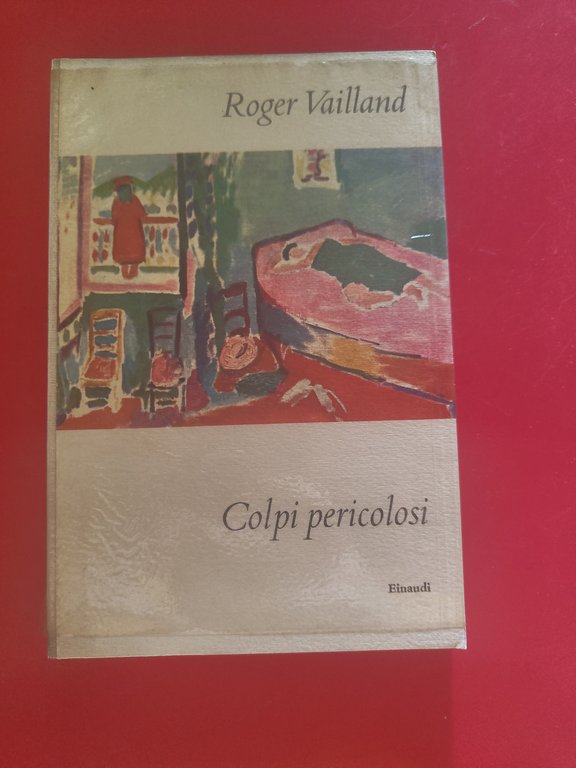 Roger Vailland
Colpi pericolosi
Einaudi